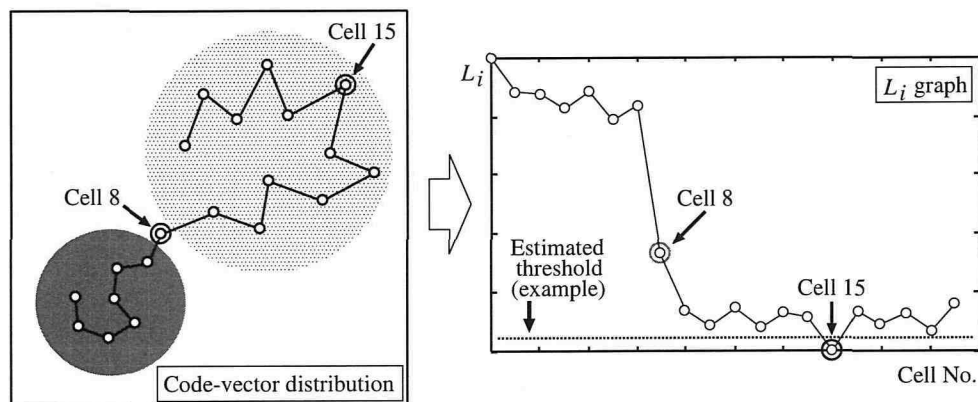 Cell 15
Cell 8
Code-vector distribution
L_i
L_i graph
Cell 8
Estimated
threshold
(example)
Cell 15
Cell No.